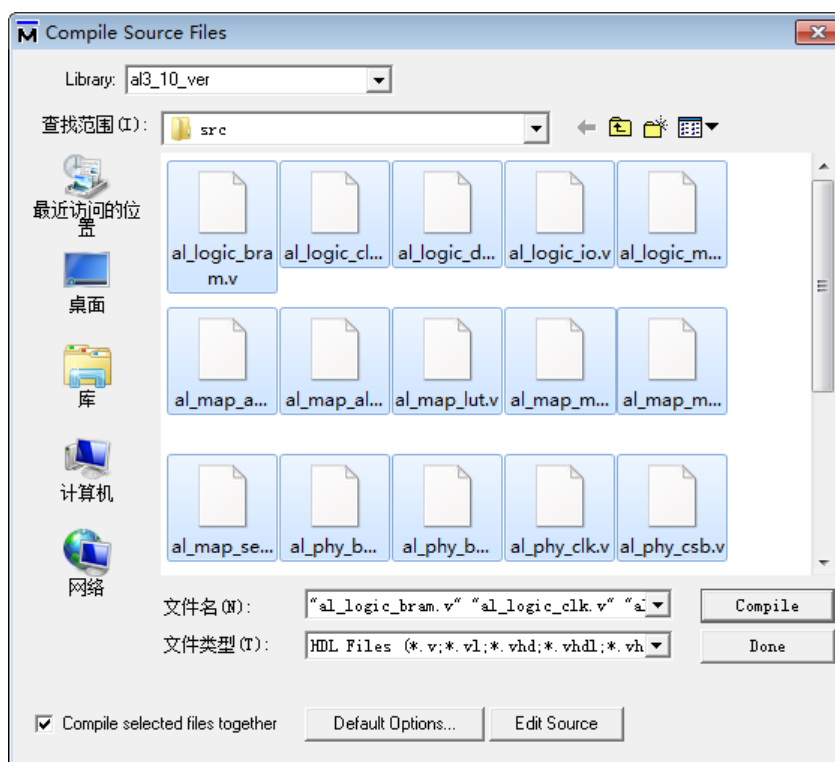 Compile Source Files
Library: al3_10_ver
查找范围(I): src
最近访问的位
置
桌面
库
计算机
网络
al_logic_bra
m.v
al_logic_cl...
al_logic_d...
al_logic_io.v
al_logic_m...
al_map_a...
al_map_al...
al_map_lut.v
al_map_m...
al_map_m...
al_map_se...
al_phy_b...
al_phy_b...
al_phy_clk.v
al_phy_csb.v
文件名(N): "al_logic_bram.v" "al_logic_clk.v" "al
Compile
文件类型(T): HDL Files (*.v;*.vl;*.vhd;*.vhdl;*.vh
Done
Compile selected files together
Default Options...
Edit Source